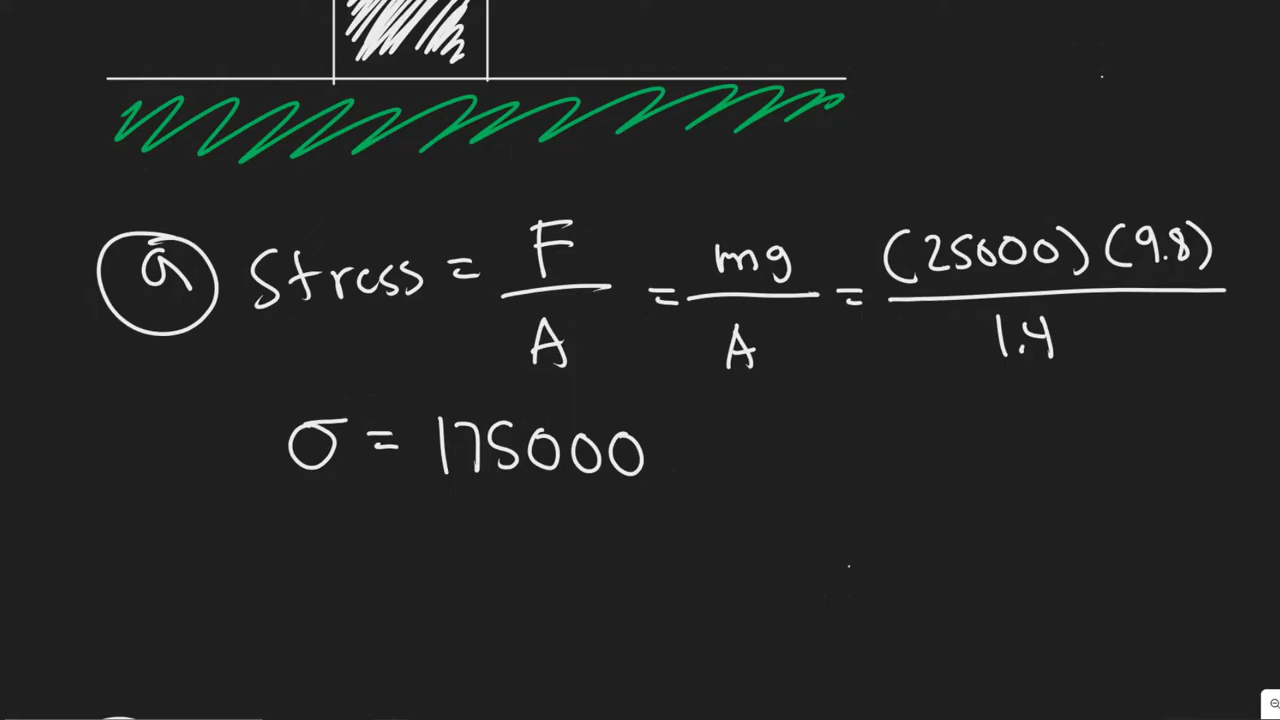 a Stress = F/A = mg/A = (25000)(9.8)/1.4
σ = 175000